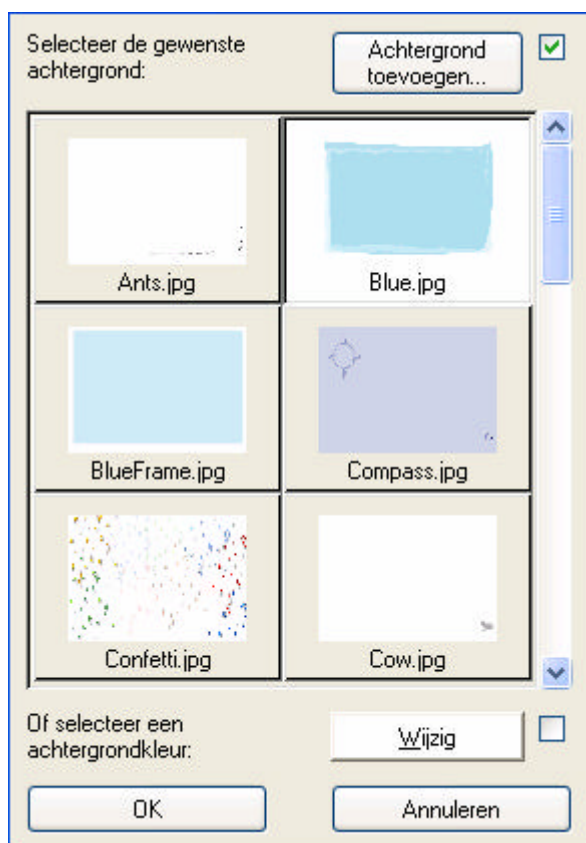 Selecteer de gewenste
achtergrond:
Achtergrond
toevoegen...
Ants.jpg
Blue.jpg
BlueFrame.jpg
Compass.jpg
Confetti.jpg
Cow.jpg
Of selecteer een
achtergrondkleur:
Wijzig
OK
Annuleren